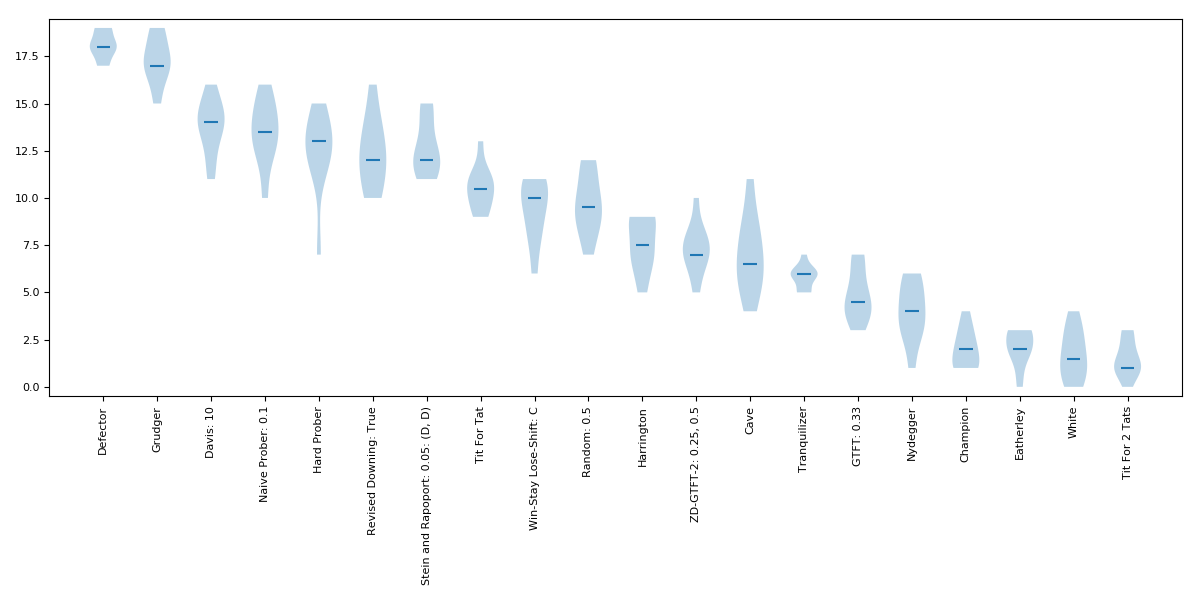 17.5
15.0
12.5
10.0
7.5
5.0
2.5
0.0
Defector
Grudger
Davis: 10
Naive Prober: 0.1
Hard Prober
Revised Downing: True
Stein and Rapoport: 0.05: (D, D)
Tit For Tat
Win-Stay Lose-Shift: C
Random: 0.5
Harrington
ZD-GTFT-2: 0.25, 0.5
Cave
Tranquilizer
GTFT: 0.33
Nydegger
Champion
Eatherley
White
Tit For 2 Tats